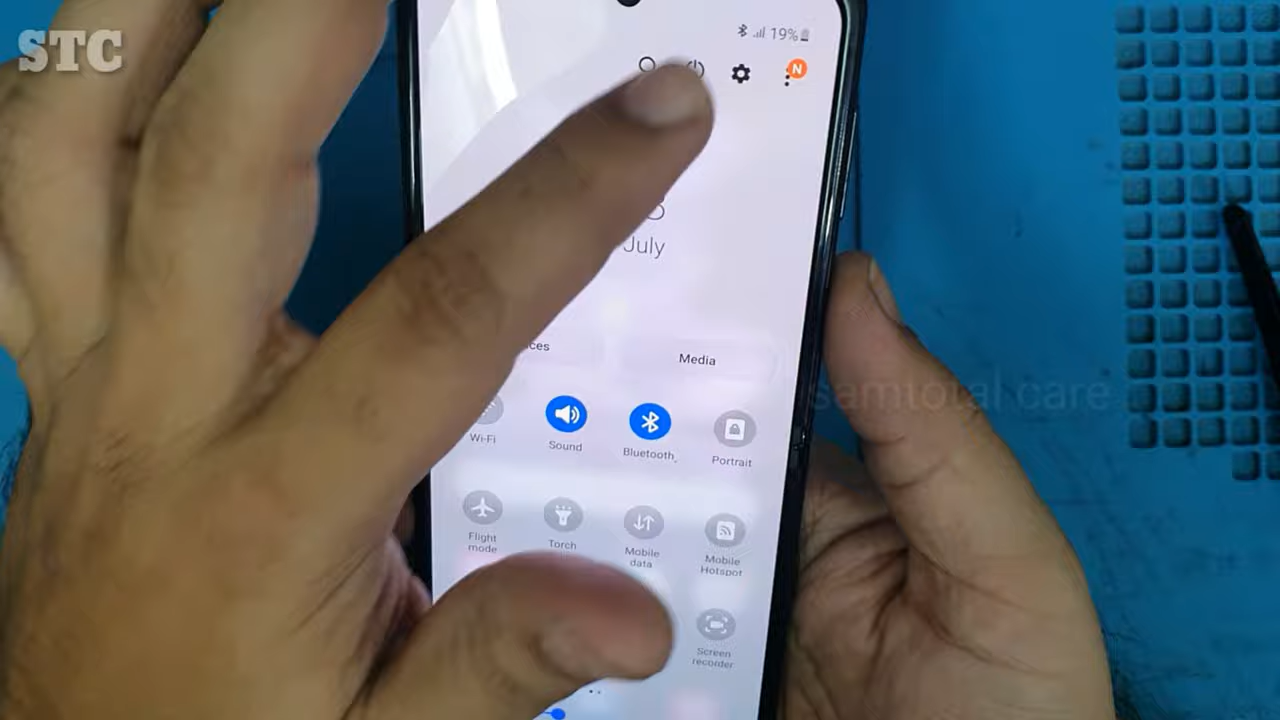 STC
19%
N
July
Media
samtotal care
Wi-Fi
Sound
Bluetooth
Portrait
Flight
mode
Torch
Mobile
data
Mobile
Hotspot
Screen
recorder